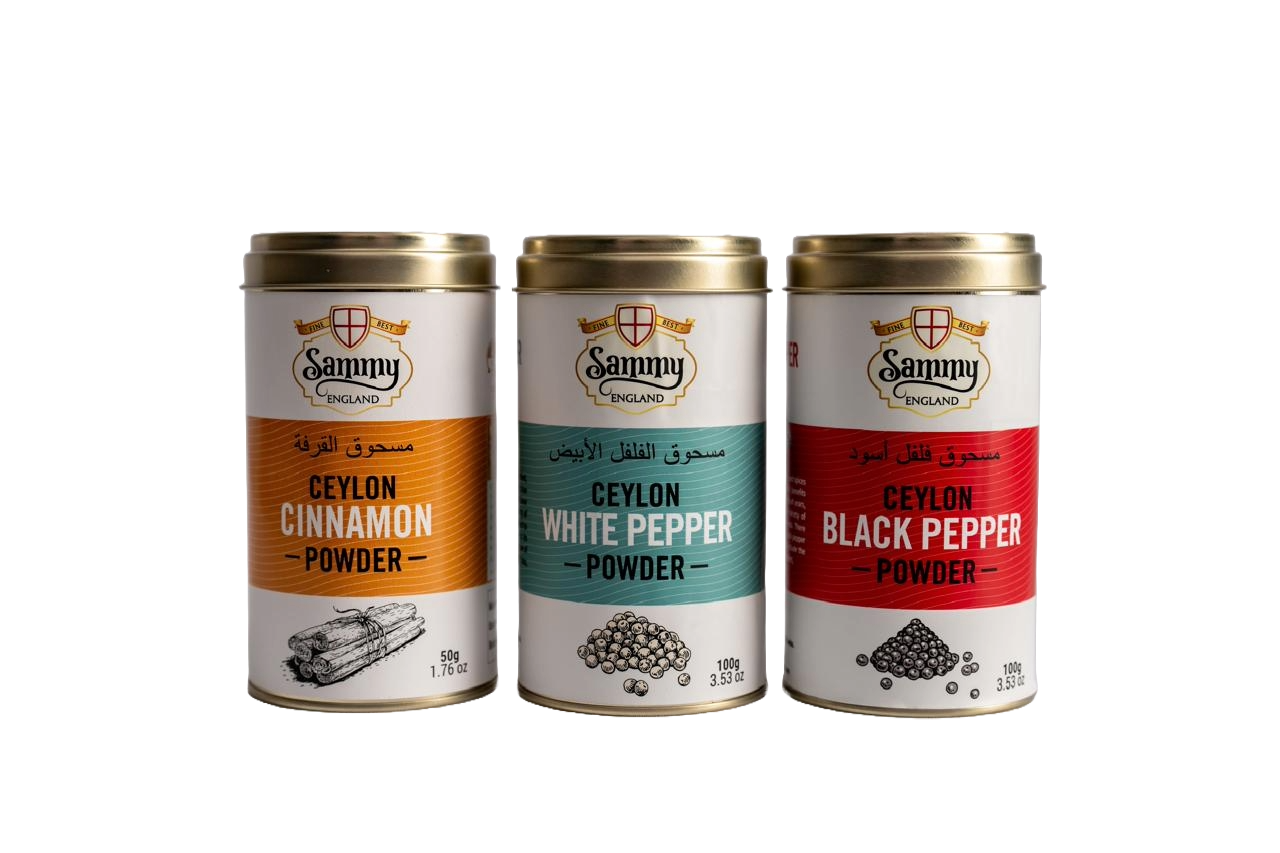 FINE BEST
Sammy
ENGLAND
مسحوق القرفة
CEYLON
CINNAMON
POWDER
50g
1.76 oz
FINE BEST
Sammy
ENGLAND
مسحوق الفلفل الأبيض
CEYLON
WHITE PEPPER
POWDER
100g
3.53 oz
FINE BEST
Sammy
ENGLAND
مسحوق فلفل أسود
CEYLON
BLACK PEPPER
POWDER
100g
3.53 oz